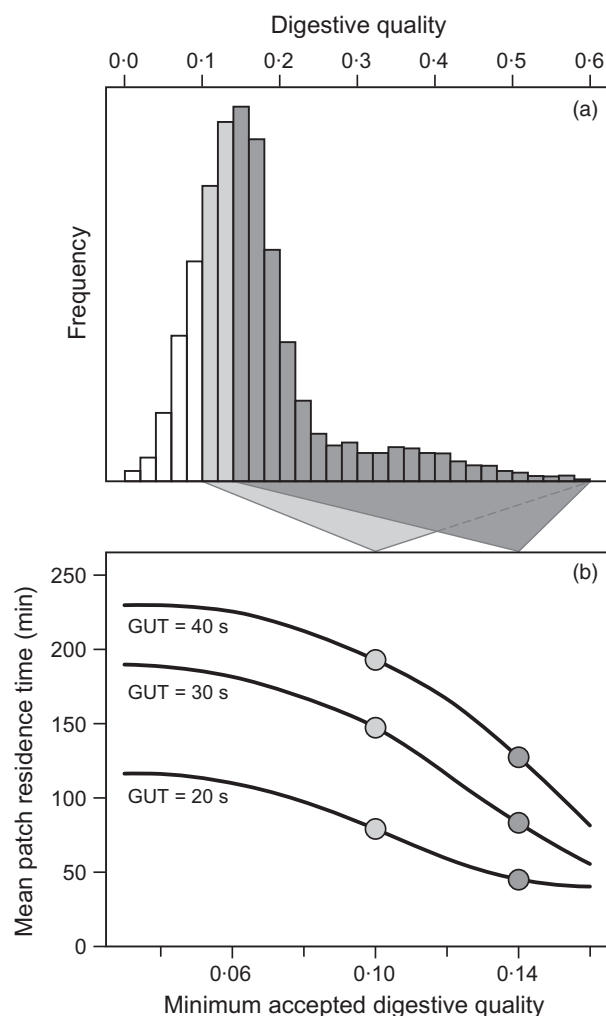 Digestive quality
0·0 0·1 0·2 0·3 0·4 0·5 0·6
(a)
Frequency
(b)
250
200
150
100
50
0
GUT = 40 s
GUT = 30 s
GUT = 20 s
Mean patch residence time (min)
0·06 0·10 0·14
Minimum accepted digestive quality